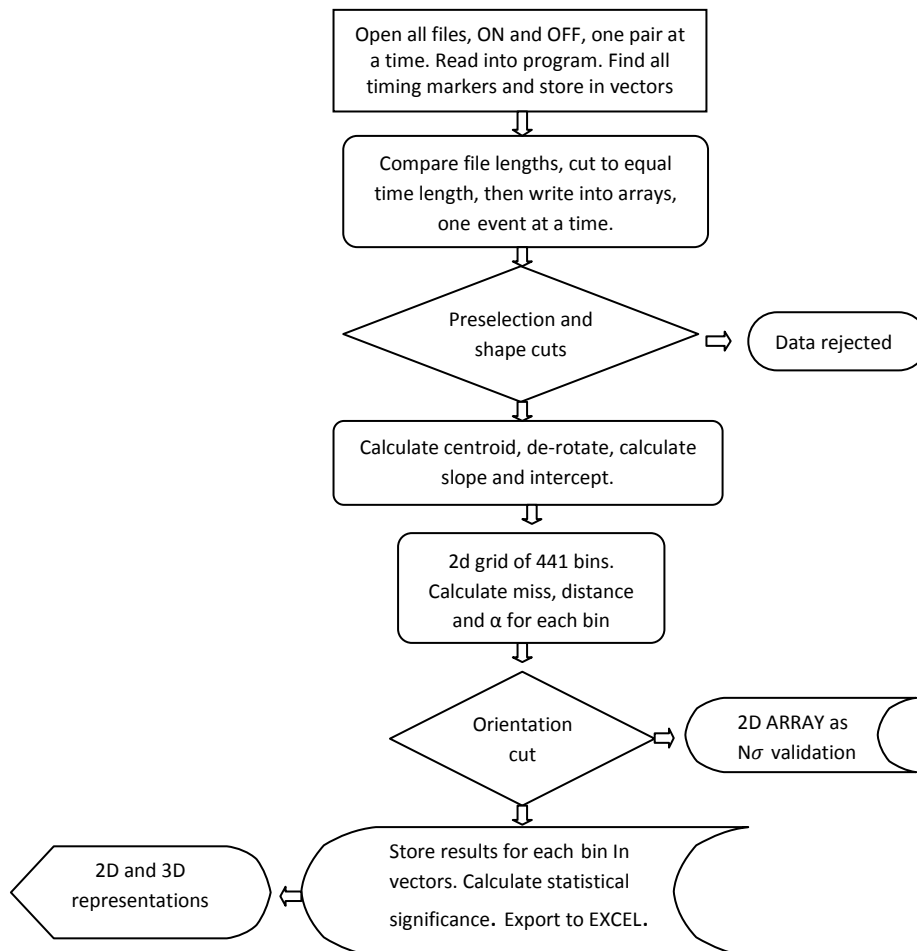 Open all files, ON and OFF, one pair at
a time. Read into program. Find all
timing markers and store in vectors
Compare file lengths, cut to equal
time length, then write into arrays,
one event at a time.
Preselection and
shape cuts
Data rejected
Calculate centroid, de-rotate, calculate
slope and intercept.
2d grid of 441 bins.
Calculate miss, distance
and α for each bin
Orientation
cut
2D ARRAY as
Nσ validation
Store results for each bin In
vectors. Calculate statistical
significance. Export to EXCEL.
2D and 3D
representations